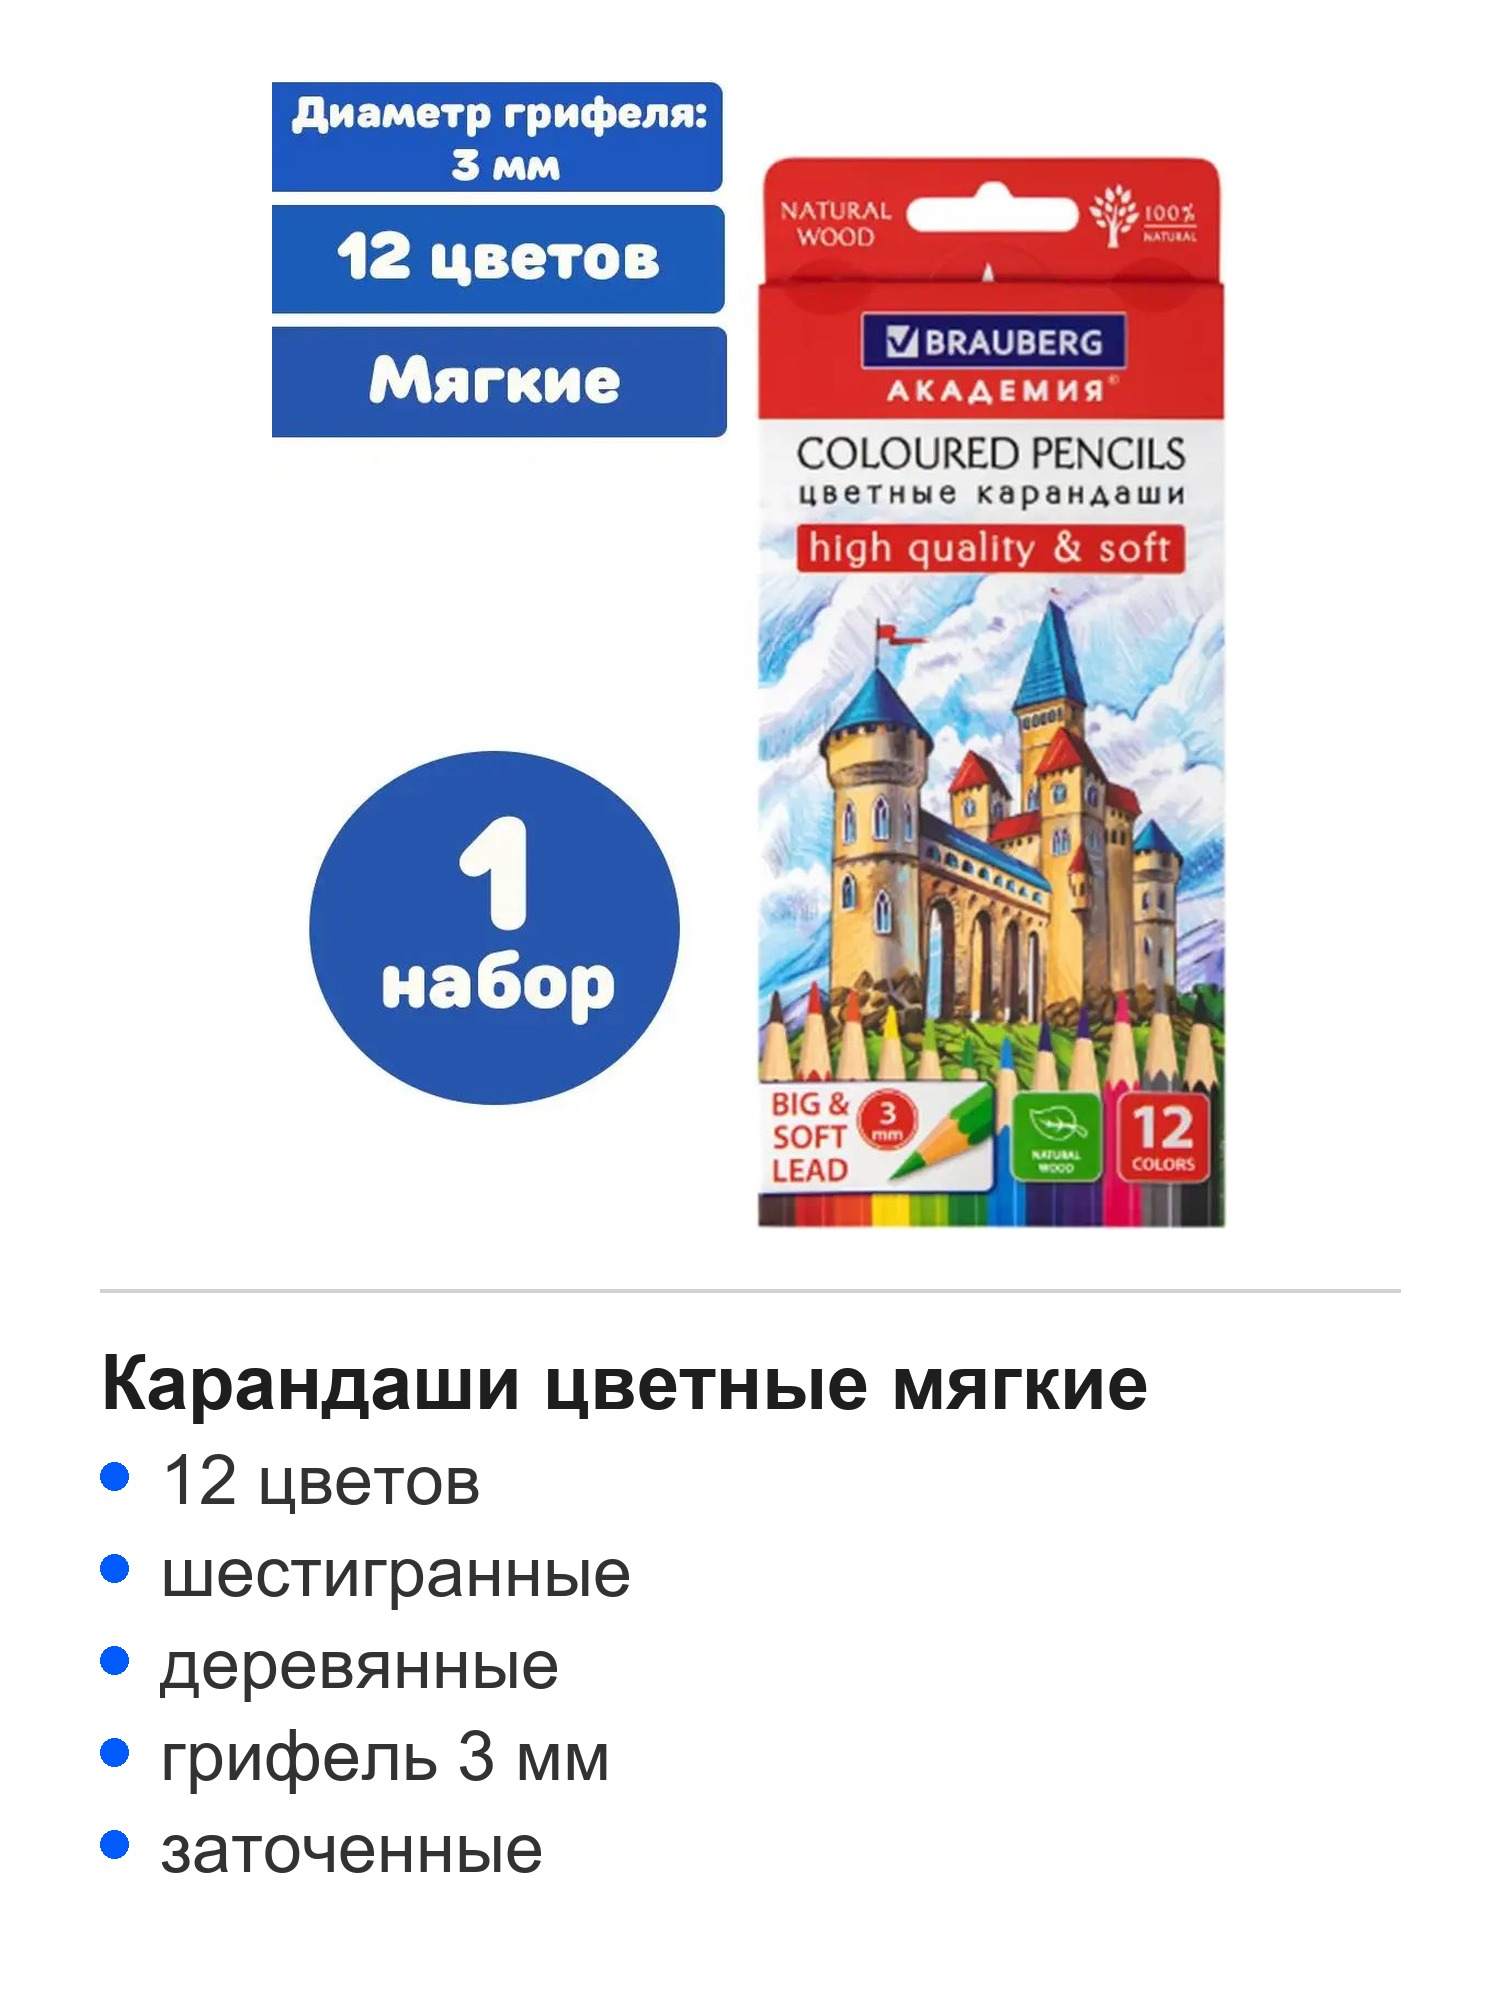 Диаметр грифеля:
3 мм
12 цветов
Мягкие
1
набор
NATURAL
WOOD
100%
NATURAL
BRAUBERG
АКАДЕМИЯ®
COLOURED PENCILS
цветные карандаши
high quality & soft
BIG &
SOFT
LEAD
3
mm
NATURAL
WOOD
12
COLORS
Карандаши цветные мягкие
12 цветов
шестигранные
деревянные
грифель 3 мм
заточенные